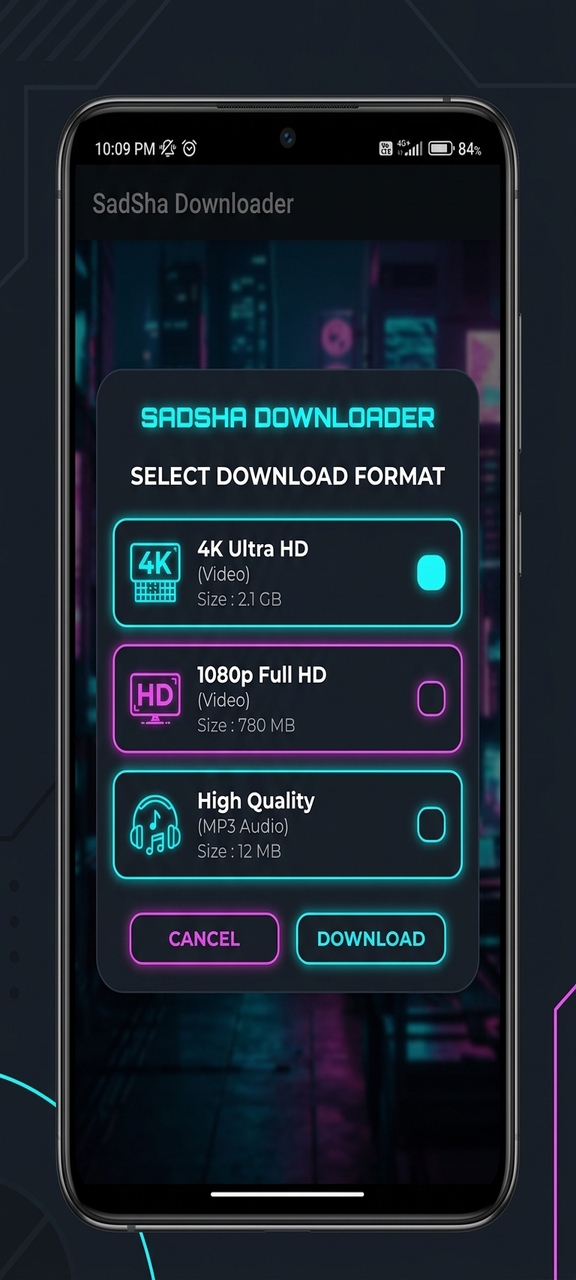 10:09 PM 4G+ 84%
SadSha Downloader
SADSHA DOWNLOADER
SELECT DOWNLOAD FORMAT
4K
4K Ultra HD
(Video)
Size : 2.1 GB
HD
1080p Full HD
(Video)
Size : 780 MB
High Quality
(MP3 Audio)
Size : 12 MB
CANCEL DOWNLOAD